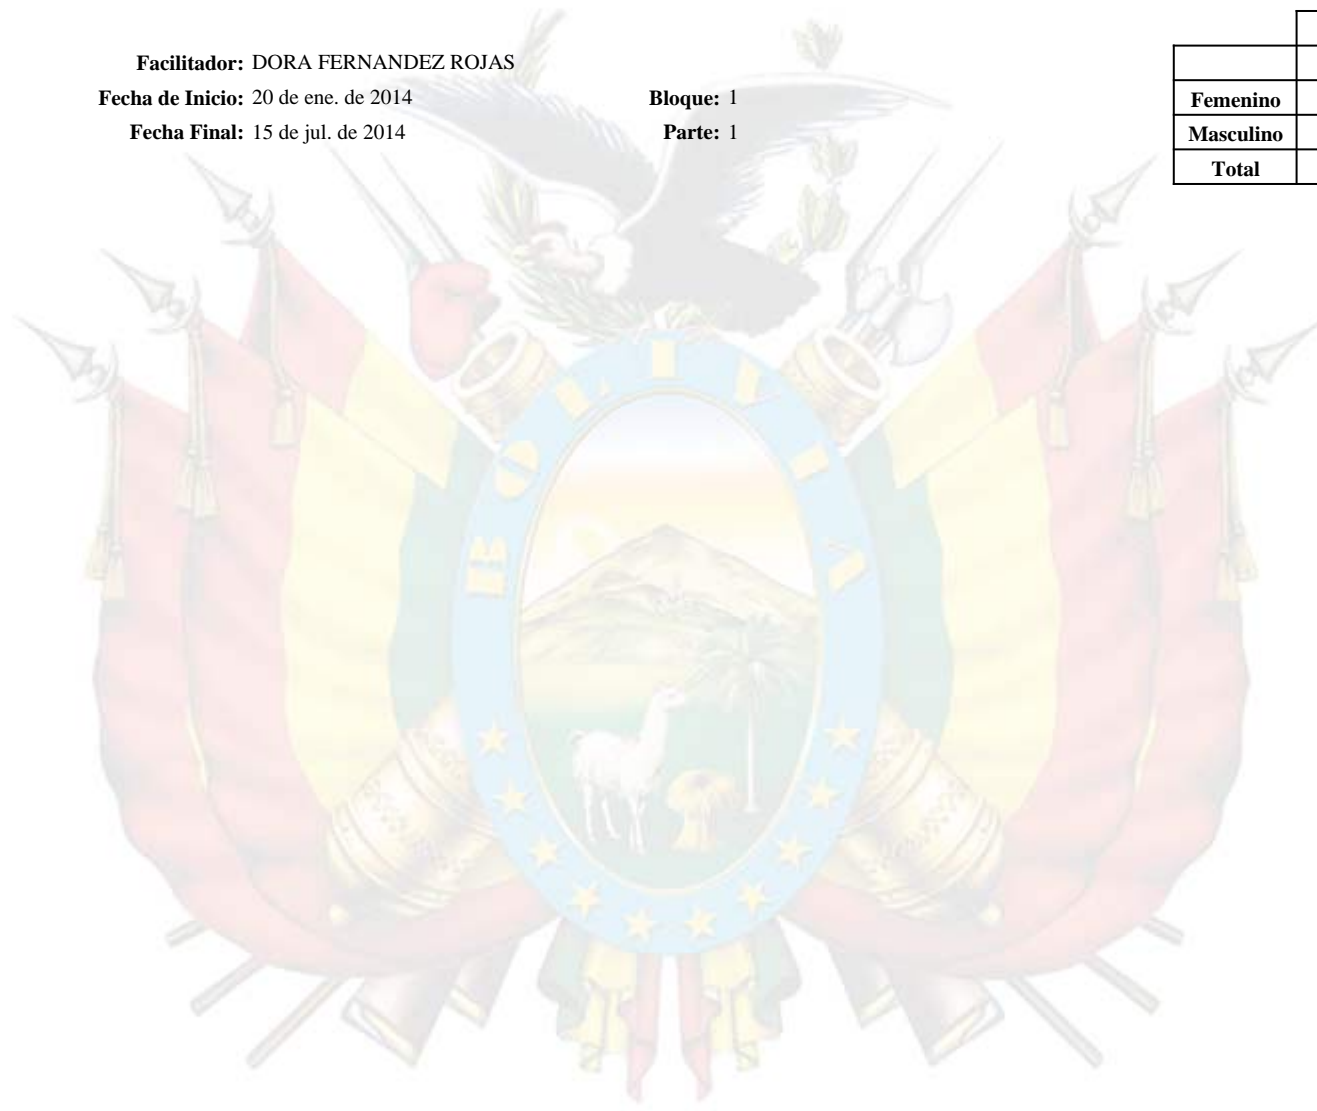 Facilitador: DORA FERNANDEZ ROJAS
Fecha de Inicio: 20 de ene. de 2014 Bloque: 1
Fecha Final: 15 de jul. de 2014 Parte: 1
Femenino
Masculino
Total
BOLIVIA